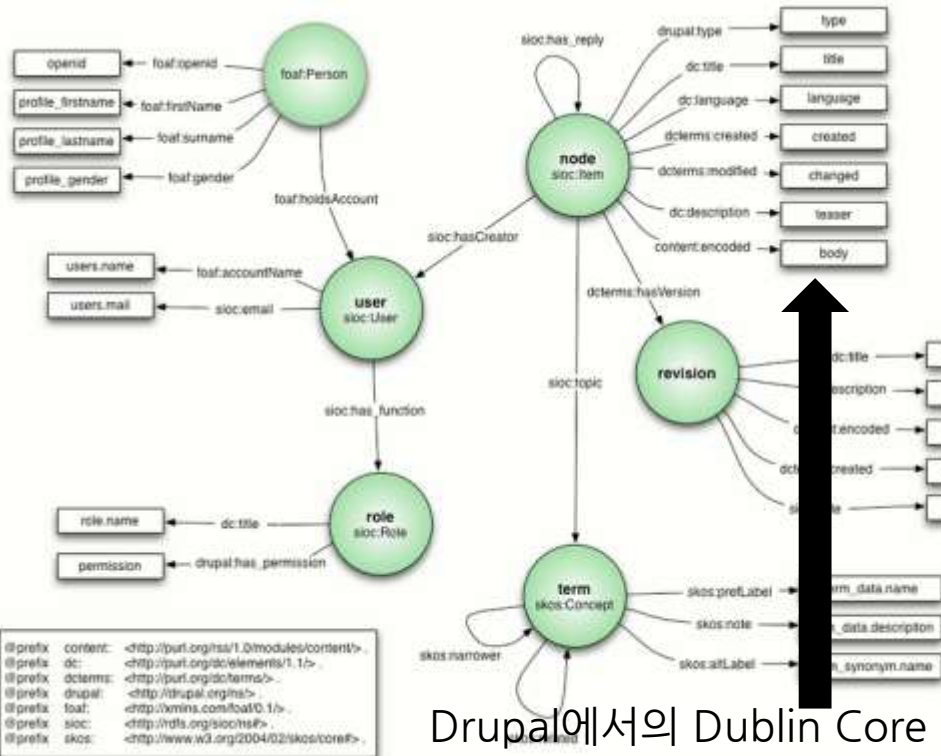 foaf:Person
foaf:openid
openid
foaf:firstName
profile_firstname
foaf:surname
profile_lastname
foaf:gender
profile_gender
foaf:holdsAccount
sioc:has_reply
node
sioc:Item
drupal:type
type
dc:title
title
dc:language
language
dcterms:created
created
dcterms:modified
changed
dc:description
teaser
content:encoded
body
sioc:hasCreator
dcterms:hasVersion
user
sioc:User
foaf:accountName
users.name
sioc:email
users.mail
revision
dc:title
sioc:topic
sioc:has_function
role
sioc:Role
dc:title
role.name
drupal:has_permission
permission
term
skos:Concept
skos:prefLabel
skos:note
skos:altLabel
skos:narrower
@prefix content: <http://purl.org/rss/1.0/modules/content/> .
@prefix dc: <http://purl.org/dc/elements/1.1/> .
@prefix dcterms: <http://purl.org/dc/terms/> .
@prefix drupal: <http://drupal.org/ns/> .
@prefix foaf: <http://xmlns.com/foaf/0.1/> .
@prefix sioc: <http://rdfs.org/sioc/ns#> .
@prefix skos: <http://www.w3.org/2004/02/skos/core#> .
Drupal에서의 Dublin Core